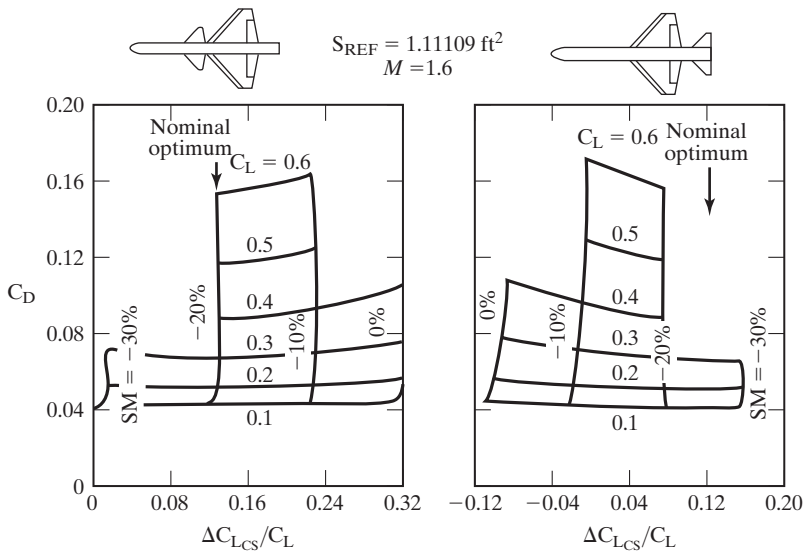 S_REF = 1.11109 ft²
M = 1.6
0.20
0.16
0.12
C_D
0.08
0.04
0
Nominal
optimum
C_L = 0.6
0.5
0.4
0.3
0.2
0.1
SM = −30%
−20%
−10%
0%
0
0.08
0.16
0.24
0.32
ΔC_L_CS/C_L
C_L = 0.6
Nominal
optimum
0.5
0.4
0.3
0.2
0.1
0%
−10%
−20%
SM = −30%
−0.12
−0.04
0.04
0.12
0.20
ΔC_L_CS/C_L